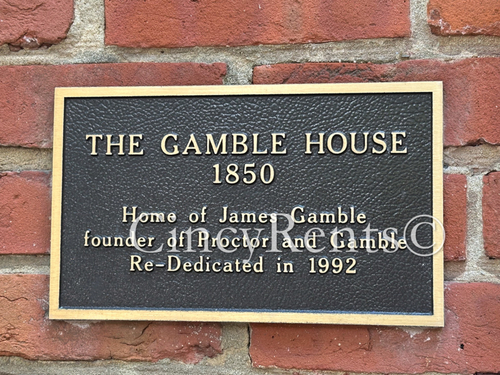 THE GAMBLE HOUSE
1850
Home of James Gamble
founder of Proctor and Gamble
Re-Dedicated in 1992
CincyRents©